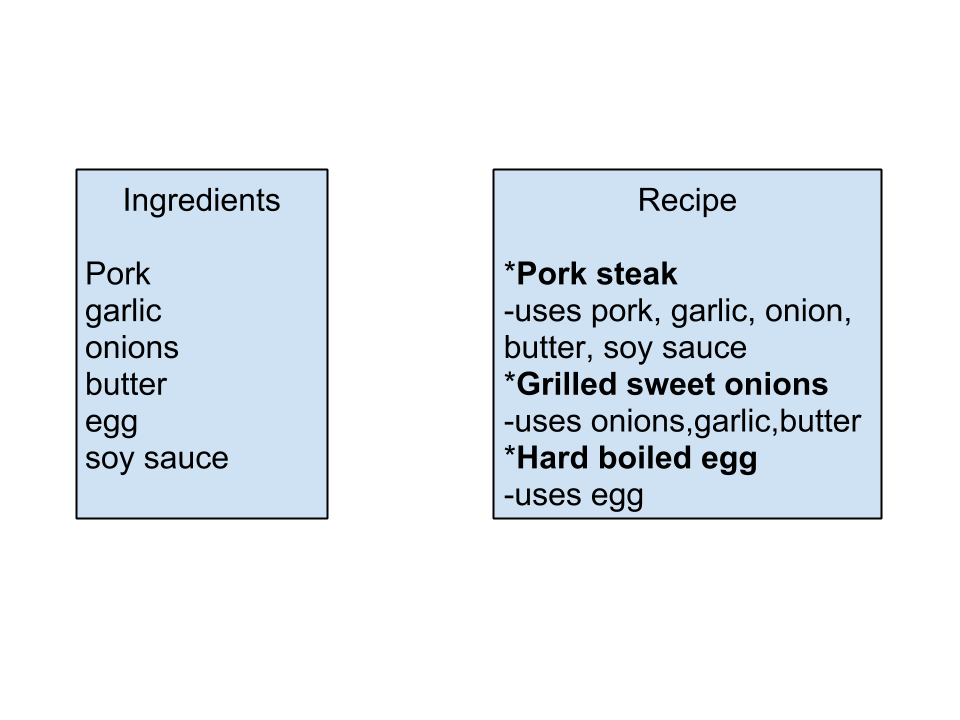 Ingredients
Pork
garlic
onions
butter
egg
soy sauce
Recipe
*Pork steak
-uses pork, garlic, onion,
butter, soy sauce
*Grilled sweet onions
-uses onions,garlic,butter
*Hard boiled egg
-uses egg